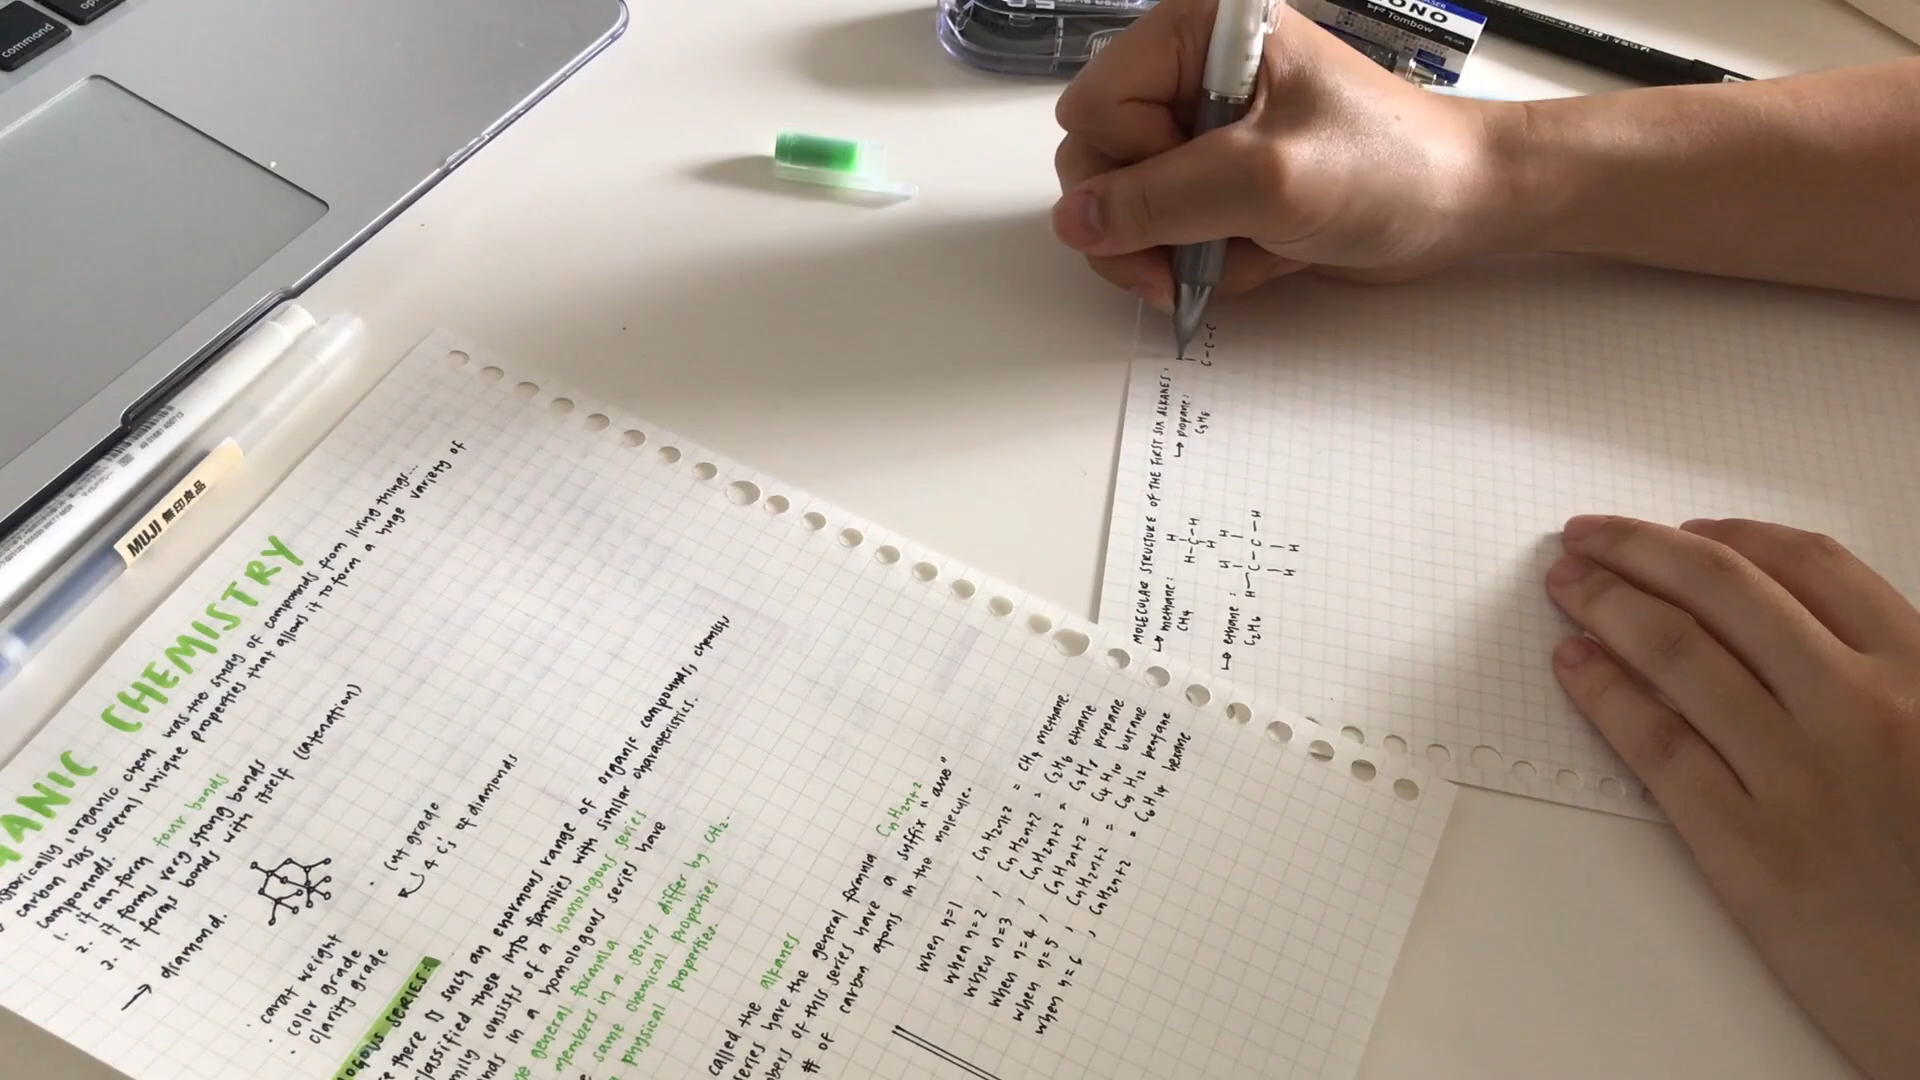 command
MONO
Tombow
MUJI 無印良品
ANIC CHEMISTRY
organic chem was the study of compounds from living things...
carbon has several unique properties that allows it to form a huge variety of
compounds.
1. it can form four bonds
2. it forms very strong bonds
3. it forms bonds with itself (catenation)
→ diamond.
· carat weight
· color grade
· clarity grade
· cut grade
4 C's of diamonds
SERIES:
there is such an enormous range of organic compounds, chemists
classified these into families with similar characteristics.
consists of a homologous series
in a homologous series have
general formula
members in a series differ by CH2.
same chemical properties
physical properties.
called the alkanes
series have the general formula CnH2n+2
of this series have a suffix "ane"
# of carbon atoms in the molecule.
when n=1, CnH2n+2 = CH4 methane.
when n=2, CnH2n+2 = C2H6 ethane
when n=3, CnH2n+2 = C3H8 propane
when n=4, CnH2n+2 = C4H10 butane
when n=5, CnH2n+2 = C5H12 pentane
when n=6, CnH2n+2 = C6H14 hexane
MOLECULAR STRUCTURE OF THE FIRST SIX ALKANES:
↳ methane:
CH4
H
H-C-H
H
↳ ethane:
C2H6
H H
H-C-C-H
H H
↳ propane:
C3H8
C-C-C